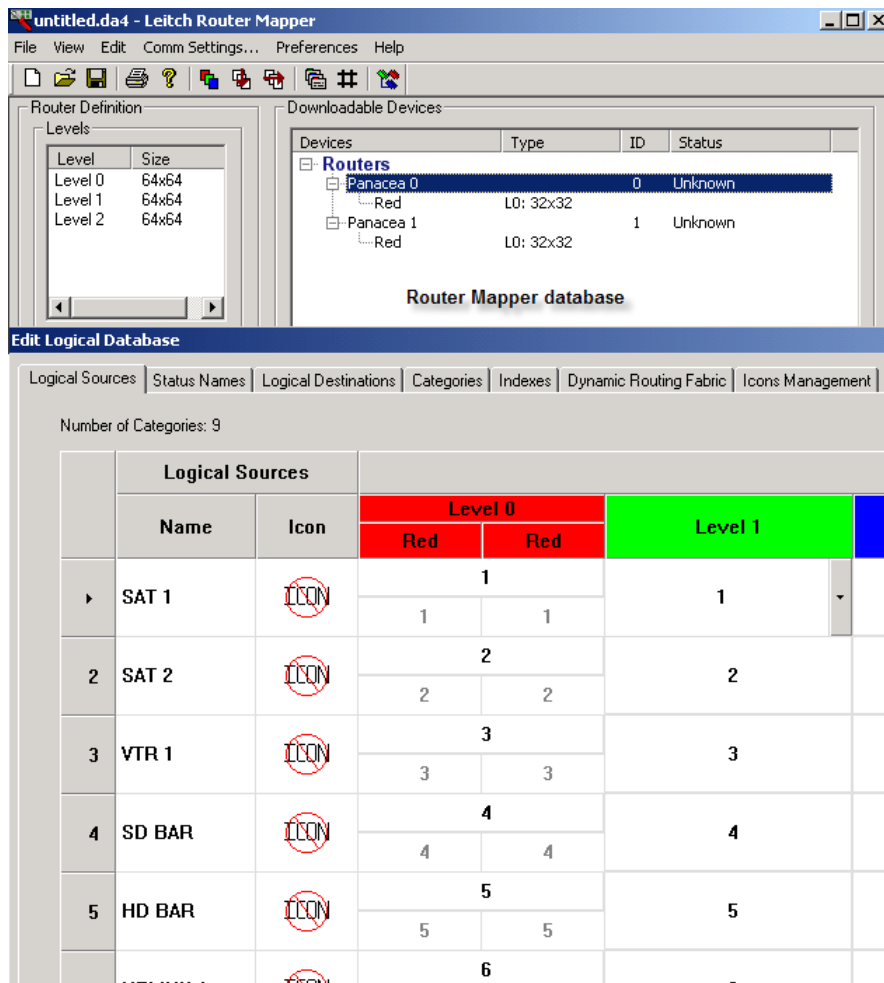 untitled.da4 - Leitch Router Mapper
File View Edit Comm Settings... Preferences Help
Router Definition
Levels
Level Size
Level 0 64x64
Level 1 64x64
Level 2 64x64
Downloadable Devices
Devices Type ID Status
Routers
Panacea 0 0 Unknown
Red L0: 32x32
Panacea 1 1 Unknown
Red L0: 32x32
Router Mapper database
Edit Logical Database
Logical Sources Status Names Logical Destinations Categories Indexes Dynamic Routing Fabric Icons Management
Number of Categories: 9
Logical Sources
Name Icon Level 0 Level 1
Red Red
SAT 1 ICON 1 1
1 1
2 SAT 2 ICON 2 2
2 2
3 VTR 1 ICON 3 3
3 3
4 SD BAR ICON 4 4
4 4
5 HD BAR ICON 5 5
5 5
6